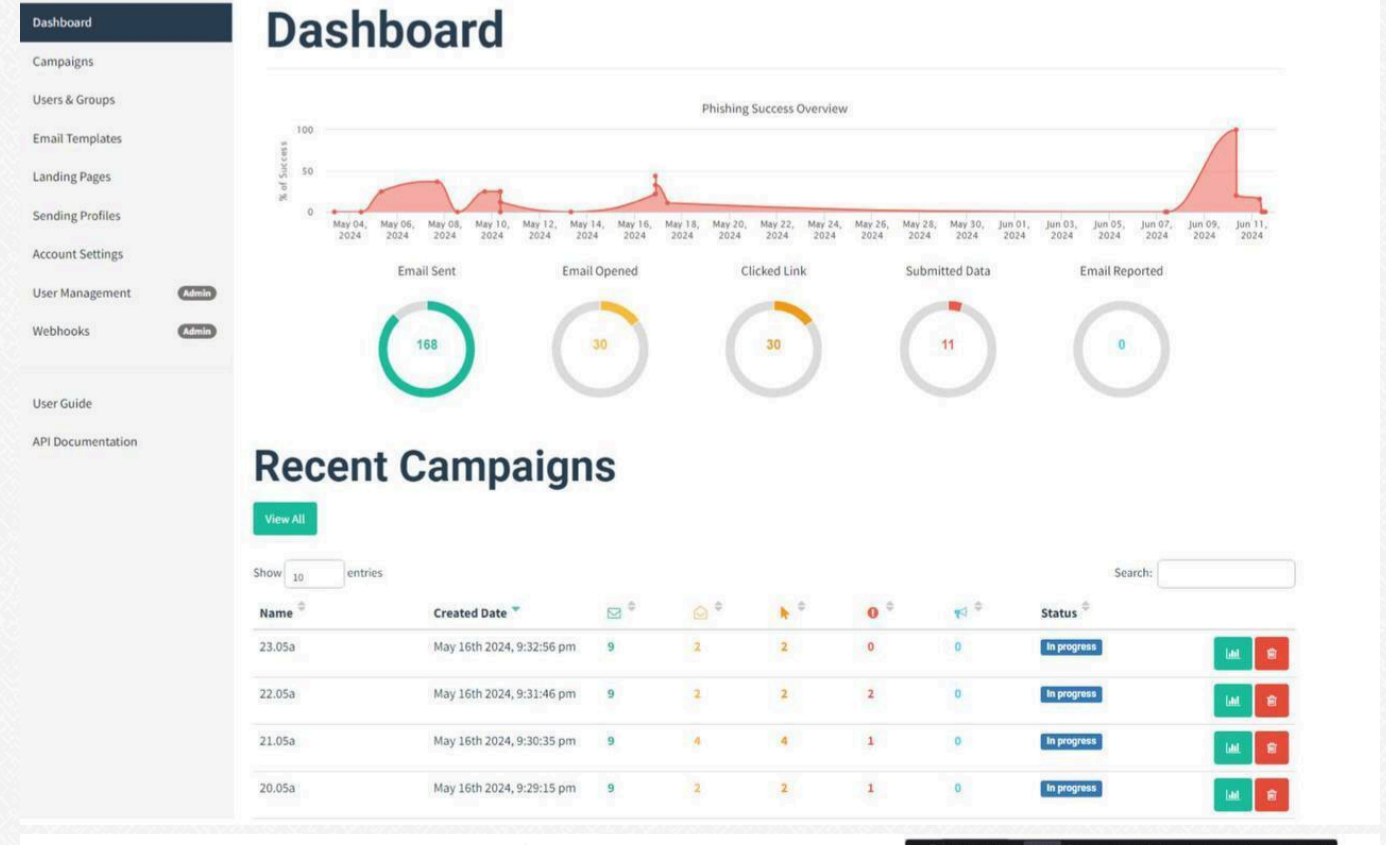 Dashboard
Campaigns
Users & Groups
Email Templates
Landing Pages
Sending Profiles
Account Settings
User Management Admin
Webhooks Admin
User Guide
API Documentation
Dashboard
Phishing Success Overview
% of Success
100
50
0
May 04, 2024 May 06, 2024 May 08, 2024 May 10, 2024 May 12, 2024 May 14, 2024 May 16, 2024 May 18, 2024 May 20, 2024 May 22, 2024 May 24, 2024 May 26, 2024 May 28, 2024 May 30, 2024 Jun 01, 2024 Jun 03, 2024 Jun 05, 2024 Jun 07, 2024 Jun 09, 2024 Jun 11, 2024
Email Sent Email Opened Clicked Link Submitted Data Email Reported
168 30 30 11 0
Recent Campaigns
View All
Show 10 entries Search:
Name Created Date Status
23.05a May 16th 2024, 9:32:56 pm 9 2 2 0 0 In progress
22.05a May 16th 2024, 9:31:46 pm 9 2 2 2 0 In progress
21.05a May 16th 2024, 9:30:35 pm 9 4 4 1 0 In progress
20.05a May 16th 2024, 9:29:15 pm 9 2 2 1 0 In progress